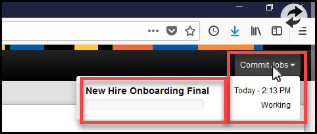 Commit Jobs
New Hire Onboarding Final
Today - 2:13 PM
Working